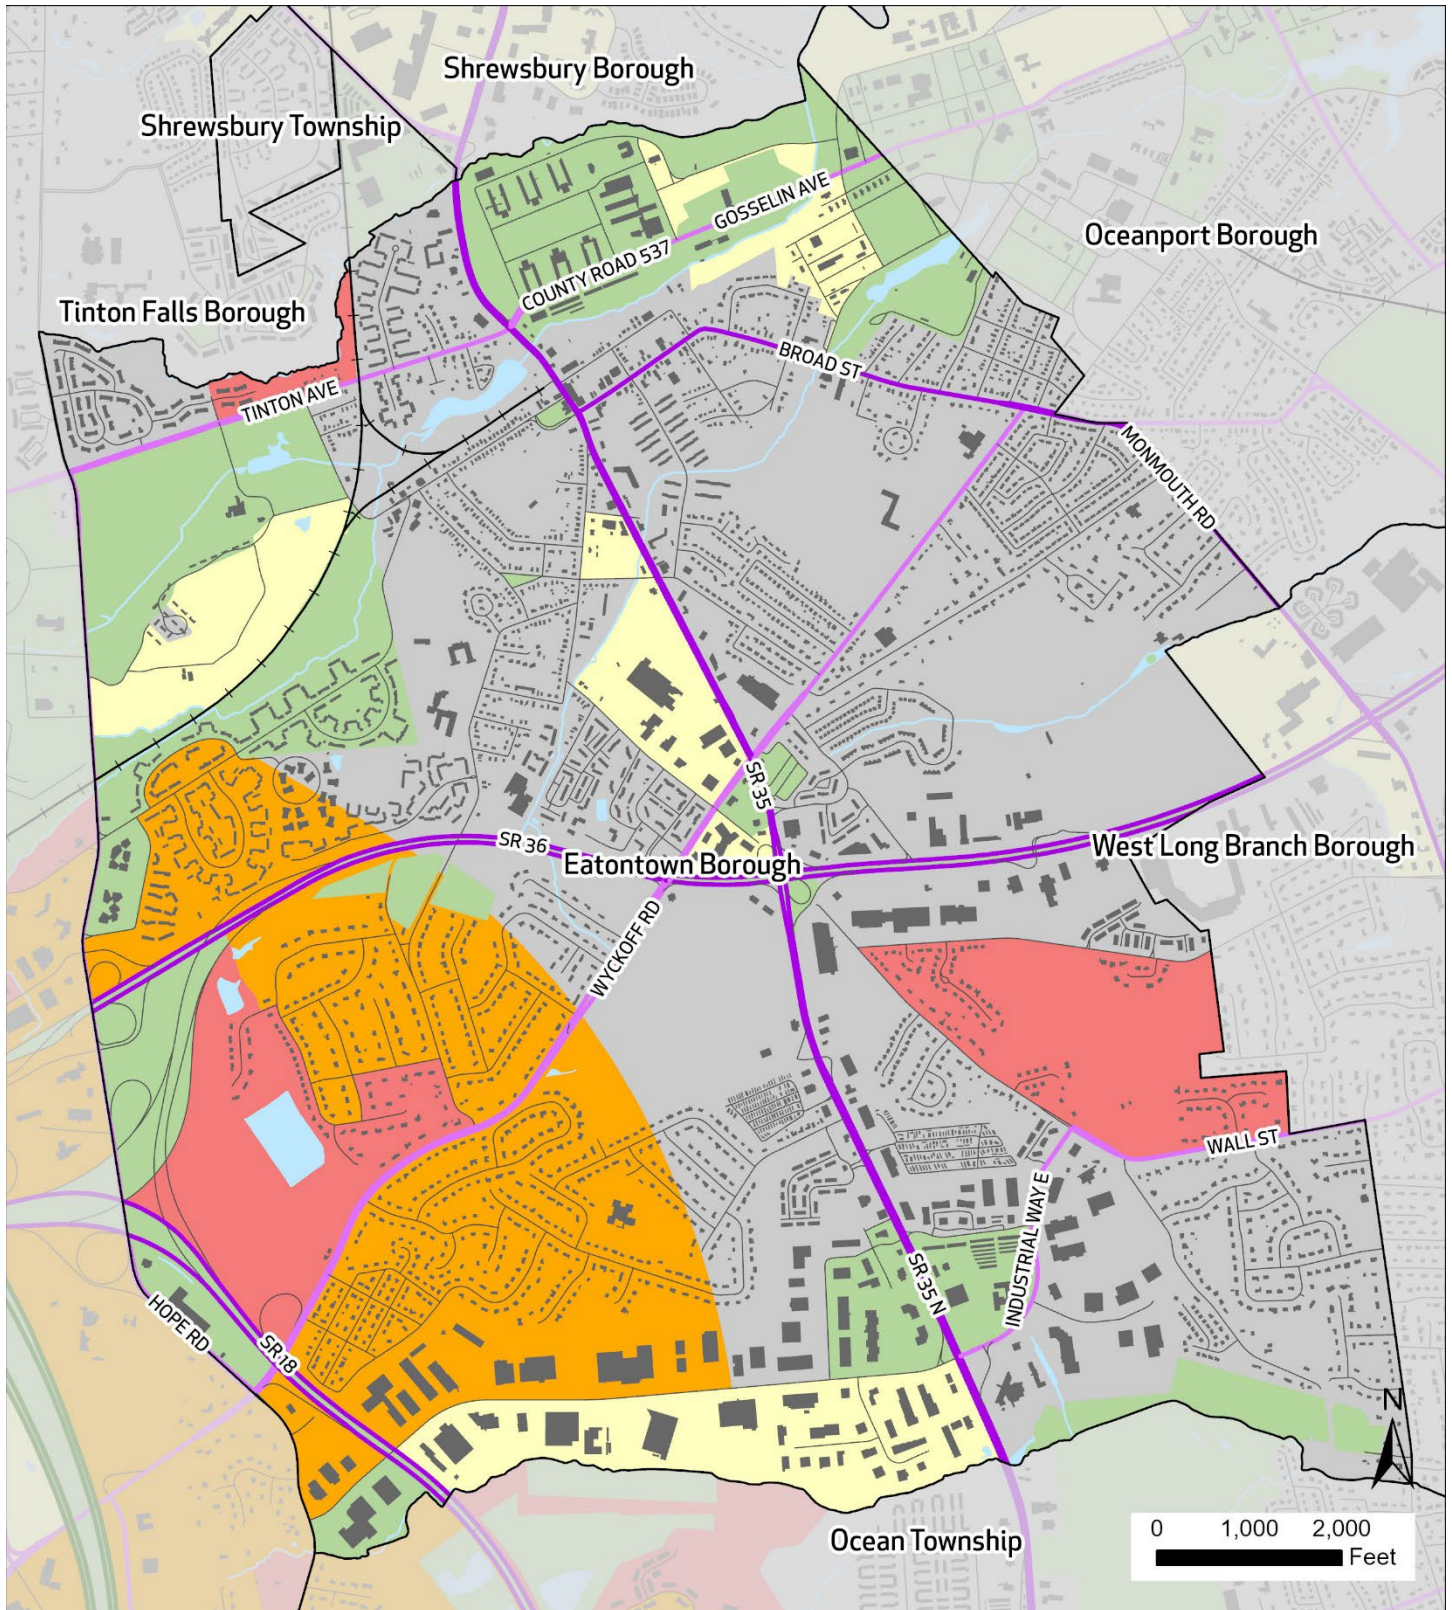 Shrewsbury Borough
Shrewsbury Township
GOSSELIN AVE
Oceanport Borough
COUNTY ROAD 537
Tinton Falls Borough
BROAD ST
TINTON AVE
MONMOUTH RD
SR 35
SR 36
West Long Branch Borough
Eatontown Borough
WYCKOFF RD
WALL ST
INDUSTRIAL WAY E
SR 35 N
HOPE RD
SR 18
N
0 1,000 2,000
Feet
Ocean Township